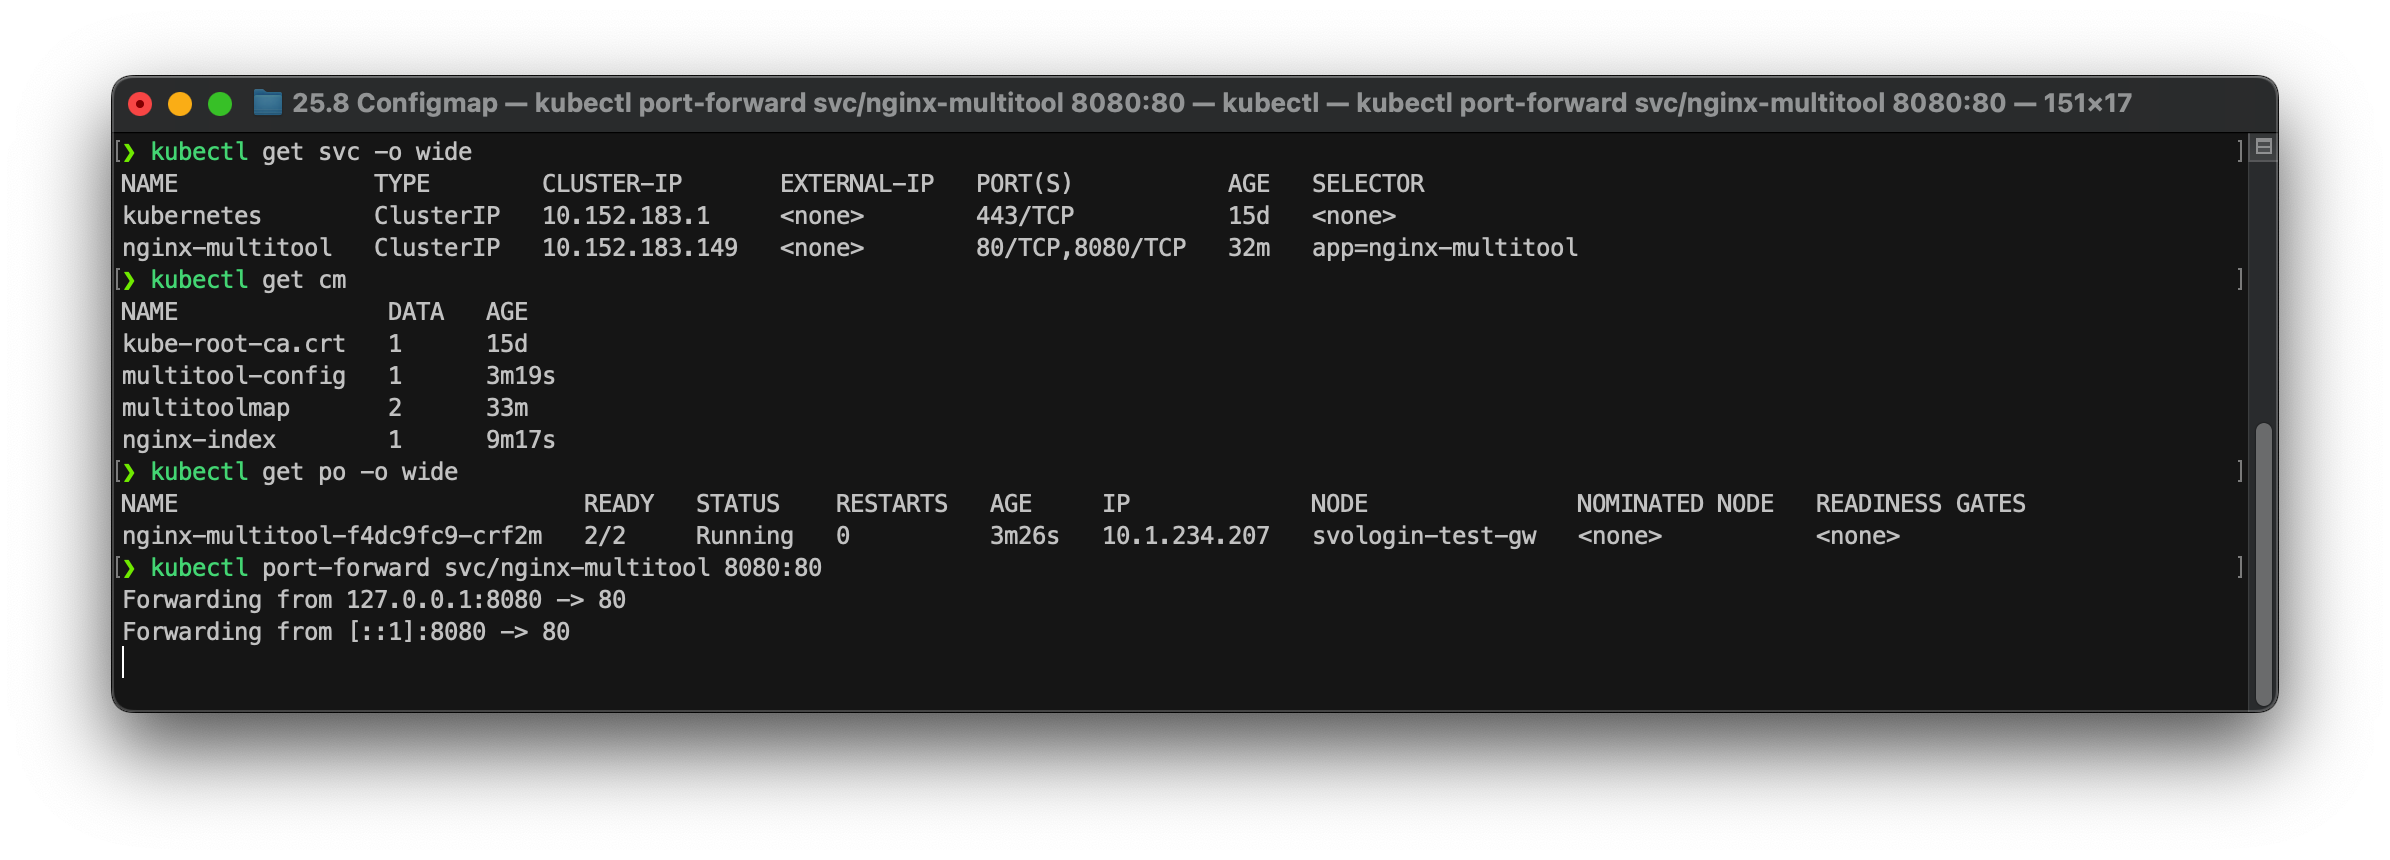 25.8 Configmap — kubectl port-forward svc/nginx-multitool 8080:80 — kubectl — kubectl port-forward svc/nginx-multitool 8080:80 — 151×17
[❯ kubectl get svc -o wide ]
NAME              TYPE        CLUSTER-IP       EXTERNAL-IP   PORT(S)           AGE   SELECTOR
kubernetes        ClusterIP   10.152.183.1     <none>        443/TCP           15d   <none>
nginx-multitool   ClusterIP   10.152.183.149   <none>        80/TCP,8080/TCP   32m   app=nginx-multitool
[❯ kubectl get cm ]
NAME               DATA   AGE
kube-root-ca.crt   1      15d
multitool-config   1      3m19s
multitoolmap       2      33m
nginx-index        1      9m17s
[❯ kubectl get po -o wide ]
NAME                             READY   STATUS    RESTARTS   AGE     IP             NODE               NOMINATED NODE   READINESS GATES
nginx-multitool-f4dc9fc9-crf2m   2/2     Running   0          3m26s   10.1.234.207   svologin-test-gw   <none>           <none>
[❯ kubectl port-forward svc/nginx-multitool 8080:80 ]
Forwarding from 127.0.0.1:8080 -> 80
Forwarding from [::1]:8080 -> 80